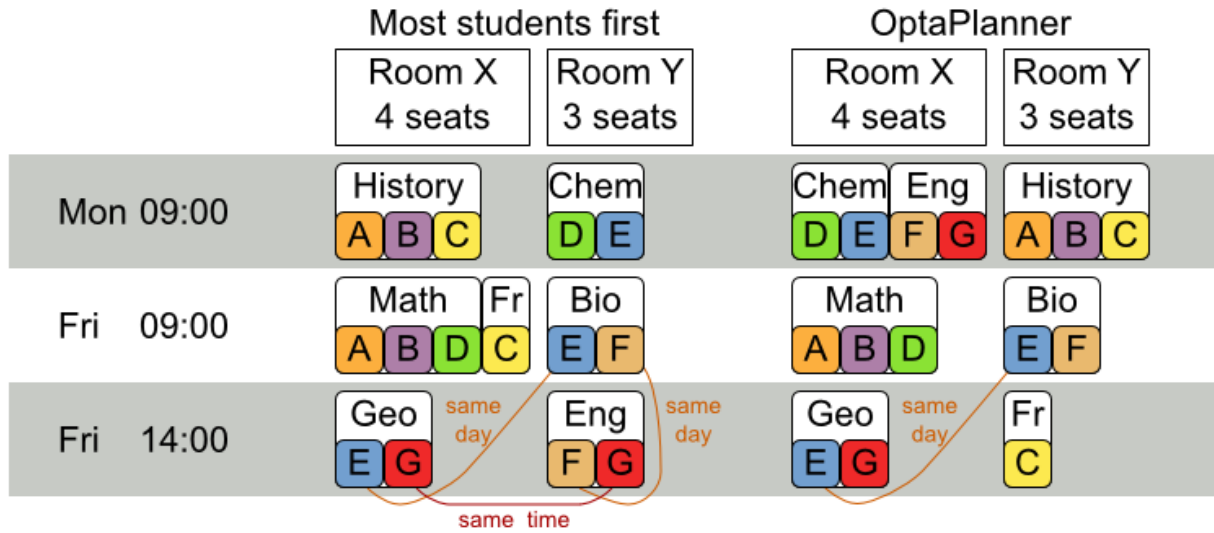 Most students first
OptaPlanner
Room X
4 seats
Room Y
3 seats
Room X
4 seats
Room Y
3 seats
Mon 09:00
History
A B C
Chem
D E
Chem Eng
D E F G
History
A B C
Fri 09:00
Math Fr
A B D C
Bio
E F
Math
A B D
Bio
E F
Fri 14:00
Geo
E G
same
day
Eng
F G
same
day
same time
Geo
E G
same
day
Fr
C